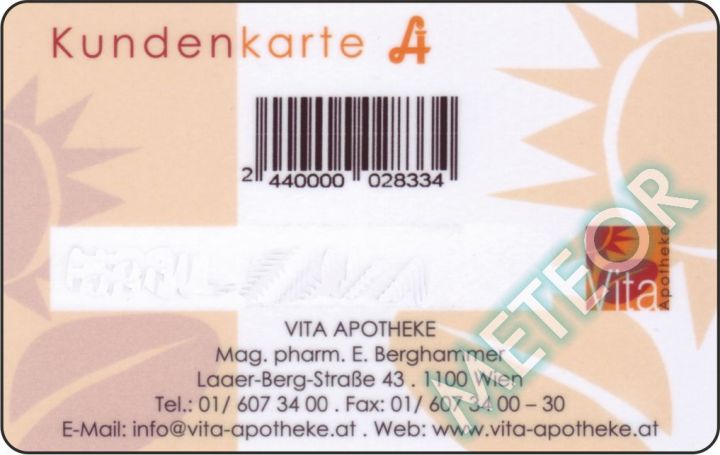 Kundenkarte
2 440000 028334
Vita
Apotheke
METEOR
VITA APOTHEKE
Mag. pharm. E. Berghammer
Laaer-Berg-Straße 43 . 1100 Wien
Tel.: 01/ 607 34 00 . Fax: 01/ 607 34 00 – 30
E-Mail: info@vita-apotheke.at . Web: www.vita-apotheke.at